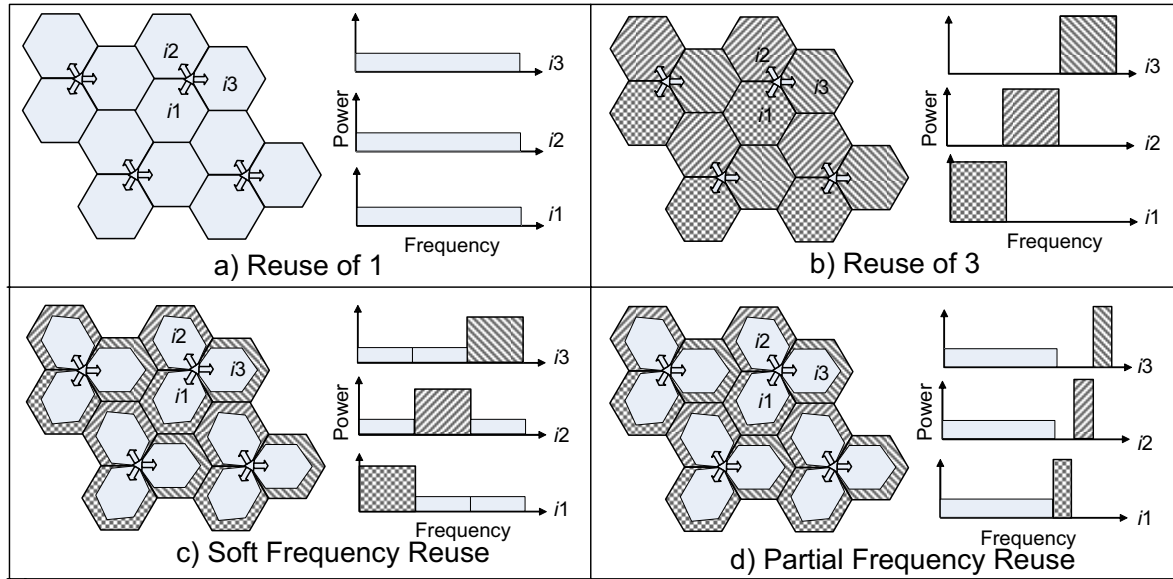 i2
i3
i1
Power
i3
i2
i1
Frequency
a) Reuse of 1
i2
i3
i1
Power
i3
i2
i1
Frequency
b) Reuse of 3
i2
i3
i1
Power
i3
i2
i1
Frequency
c) Soft Frequency Reuse
i2
i3
i1
Power
i3
i2
i1
Frequency
d) Partial Frequency Reuse